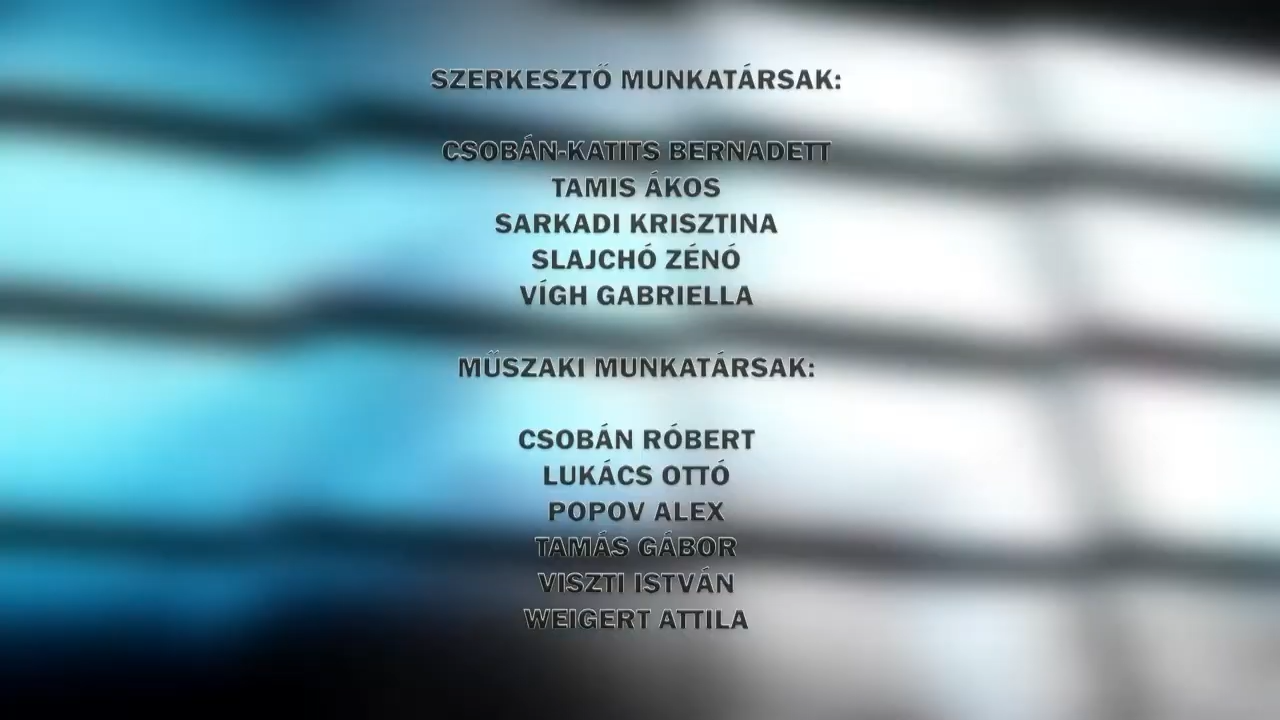 SZERKESZTŐ MUNKATÁRSAK:
CSOBÁN-KATITS BERNADETT
TAMIS ÁKOS
SARKADI KRISZTINA
SLAJCHÓ ZÉNÓ
VÍGH GABRIELLA
MŰSZAKI MUNKATÁRSAK:
CSOBÁN RÓBERT
LUKÁCS OTTÓ
POPOV ALEX
TAMÁS GÁBOR
VISZTI ISTVÁN
WEIGERT ATTILA